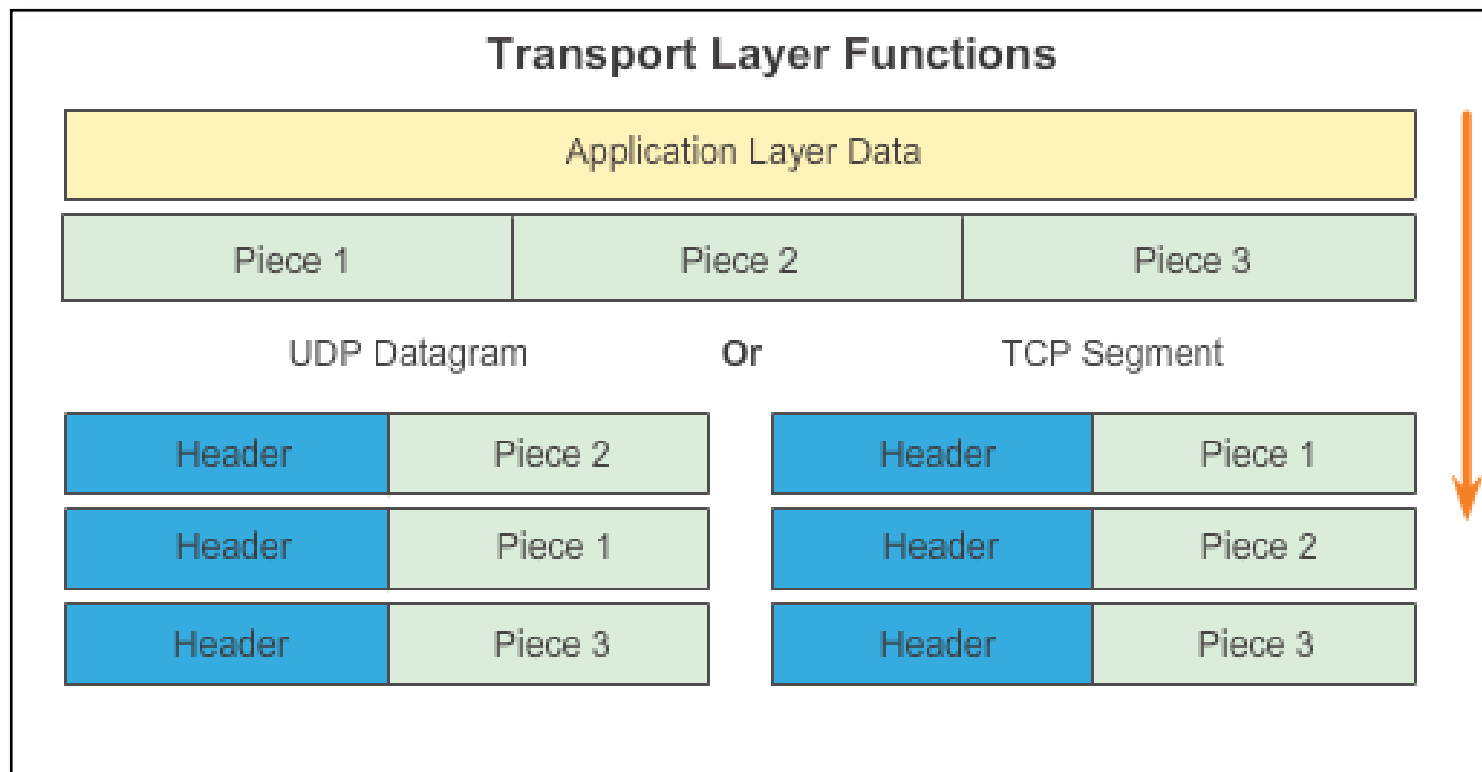 Transport Layer Functions
Application Layer Data
Piece 1 Piece 2 Piece 3
UDP Datagram Or TCP Segment
Header Piece 2 Header Piece 1
Header Piece 1 Header Piece 2
Header Piece 3 Header Piece 3